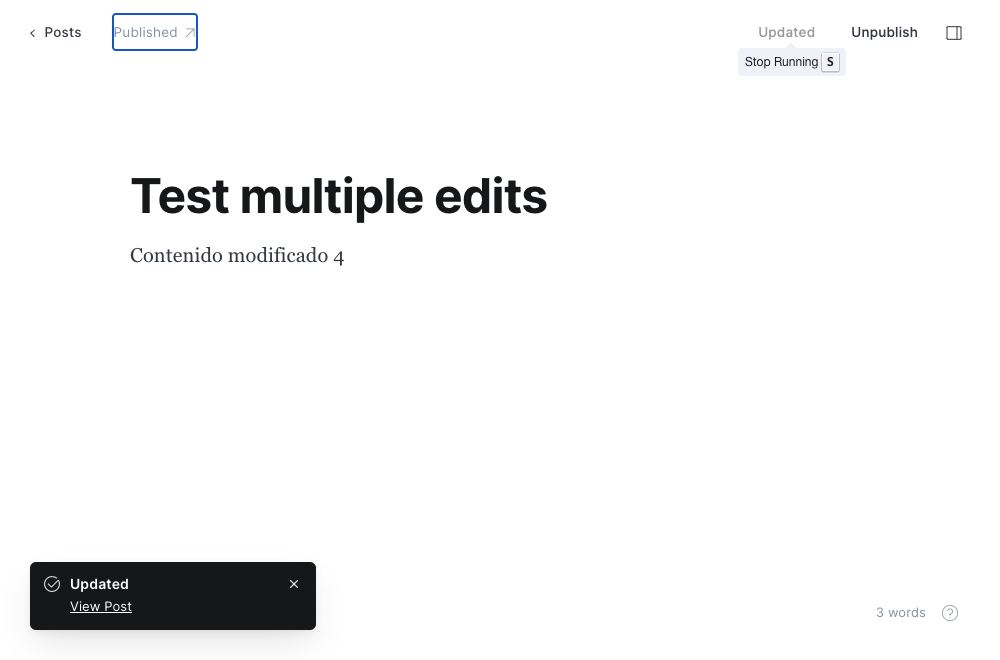 Posts
Published
Updated
Unpublish
Stop Running S
Test multiple edits
Contenido modificado 4
Updated
View Post
3 words
?